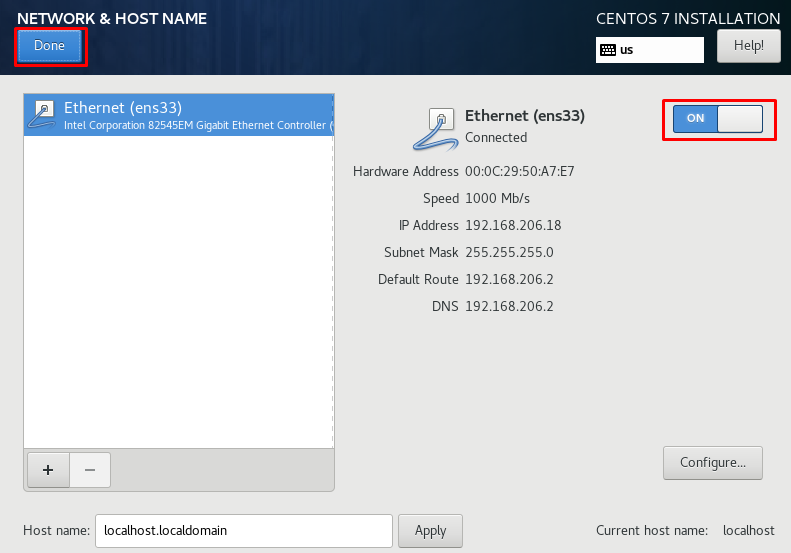 NETWORK & HOST NAME
CENTOS 7 INSTALLATION
Done
us
Help!
Ethernet (ens33)
Intel Corporation 82545EM Gigabit Ethernet Controller (
Ethernet (ens33)
Connected
ON
Hardware Address 00:0C:29:50:A7:E7
Speed 1000 Mb/s
IP Address 192.168.206.18
Subnet Mask 255.255.255.0
Default Route 192.168.206.2
DNS 192.168.206.2
+ −
Configure...
Host name: localhost.localdomain Apply Current host name: localhost